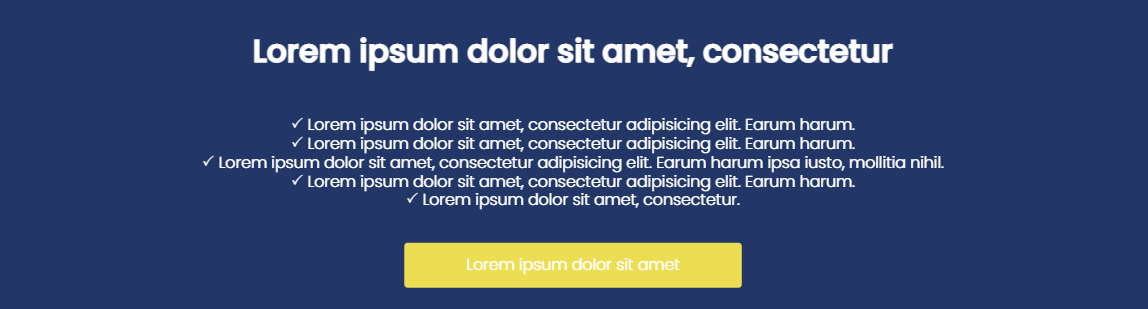 Lorem ipsum dolor sit amet, consectetur
✓ Lorem ipsum dolor sit amet, consectetur adipisicing elit. Earum harum.
✓ Lorem ipsum dolor sit amet, consectetur adipisicing elit. Earum harum.
✓ Lorem ipsum dolor sit amet, consectetur adipisicing elit. Earum harum ipsa iusto, mollitia nihil.
✓ Lorem ipsum dolor sit amet, consectetur adipisicing elit. Earum harum.
✓ Lorem ipsum dolor sit amet, consectetur.
Lorem ipsum dolor sit amet